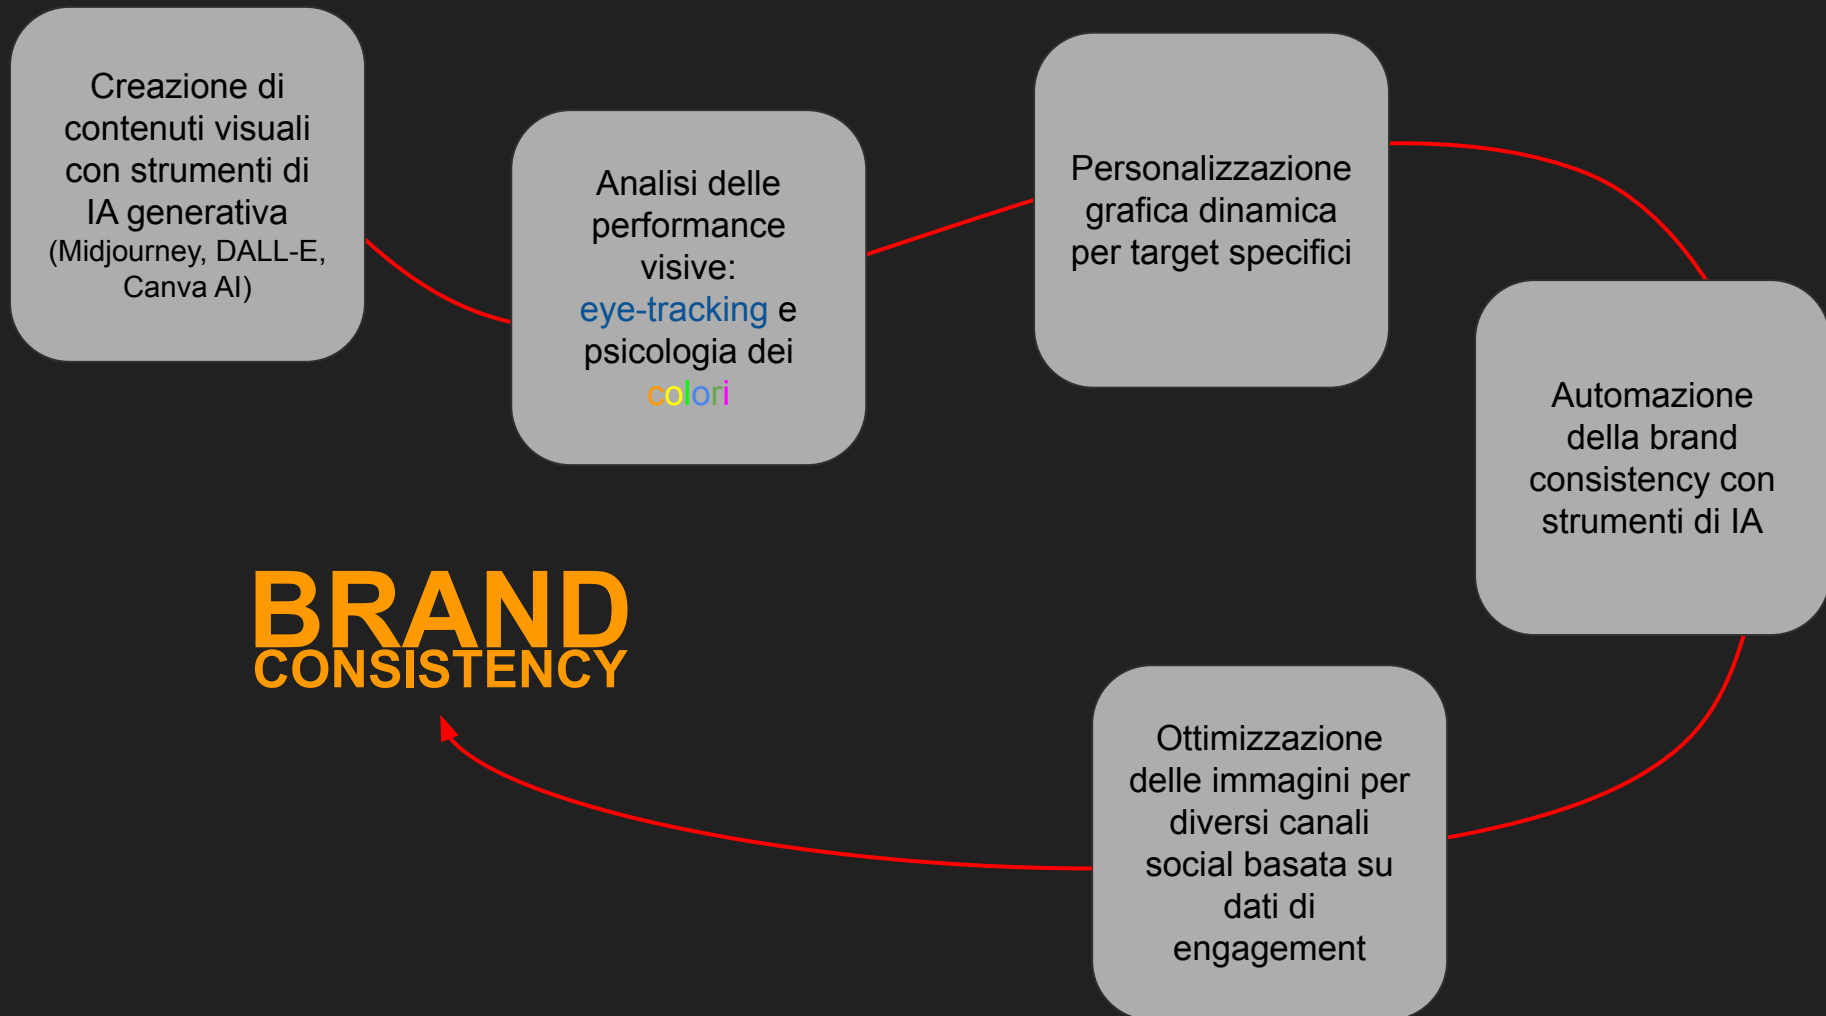 Creazione di
contenuti visuali
con strumenti di
IA generativa
(Midjourney, DALL-E,
Canva AI)
Analisi delle
performance
visive:
eye-tracking e
psicologia dei
colori
Personalizzazione
grafica dinamica
per target specifici
Automazione
della brand
consistency con
strumenti di IA
Ottimizzazione
delle immagini per
diversi canali
social basata su
dati di
engagement
BRAND
CONSISTENCY